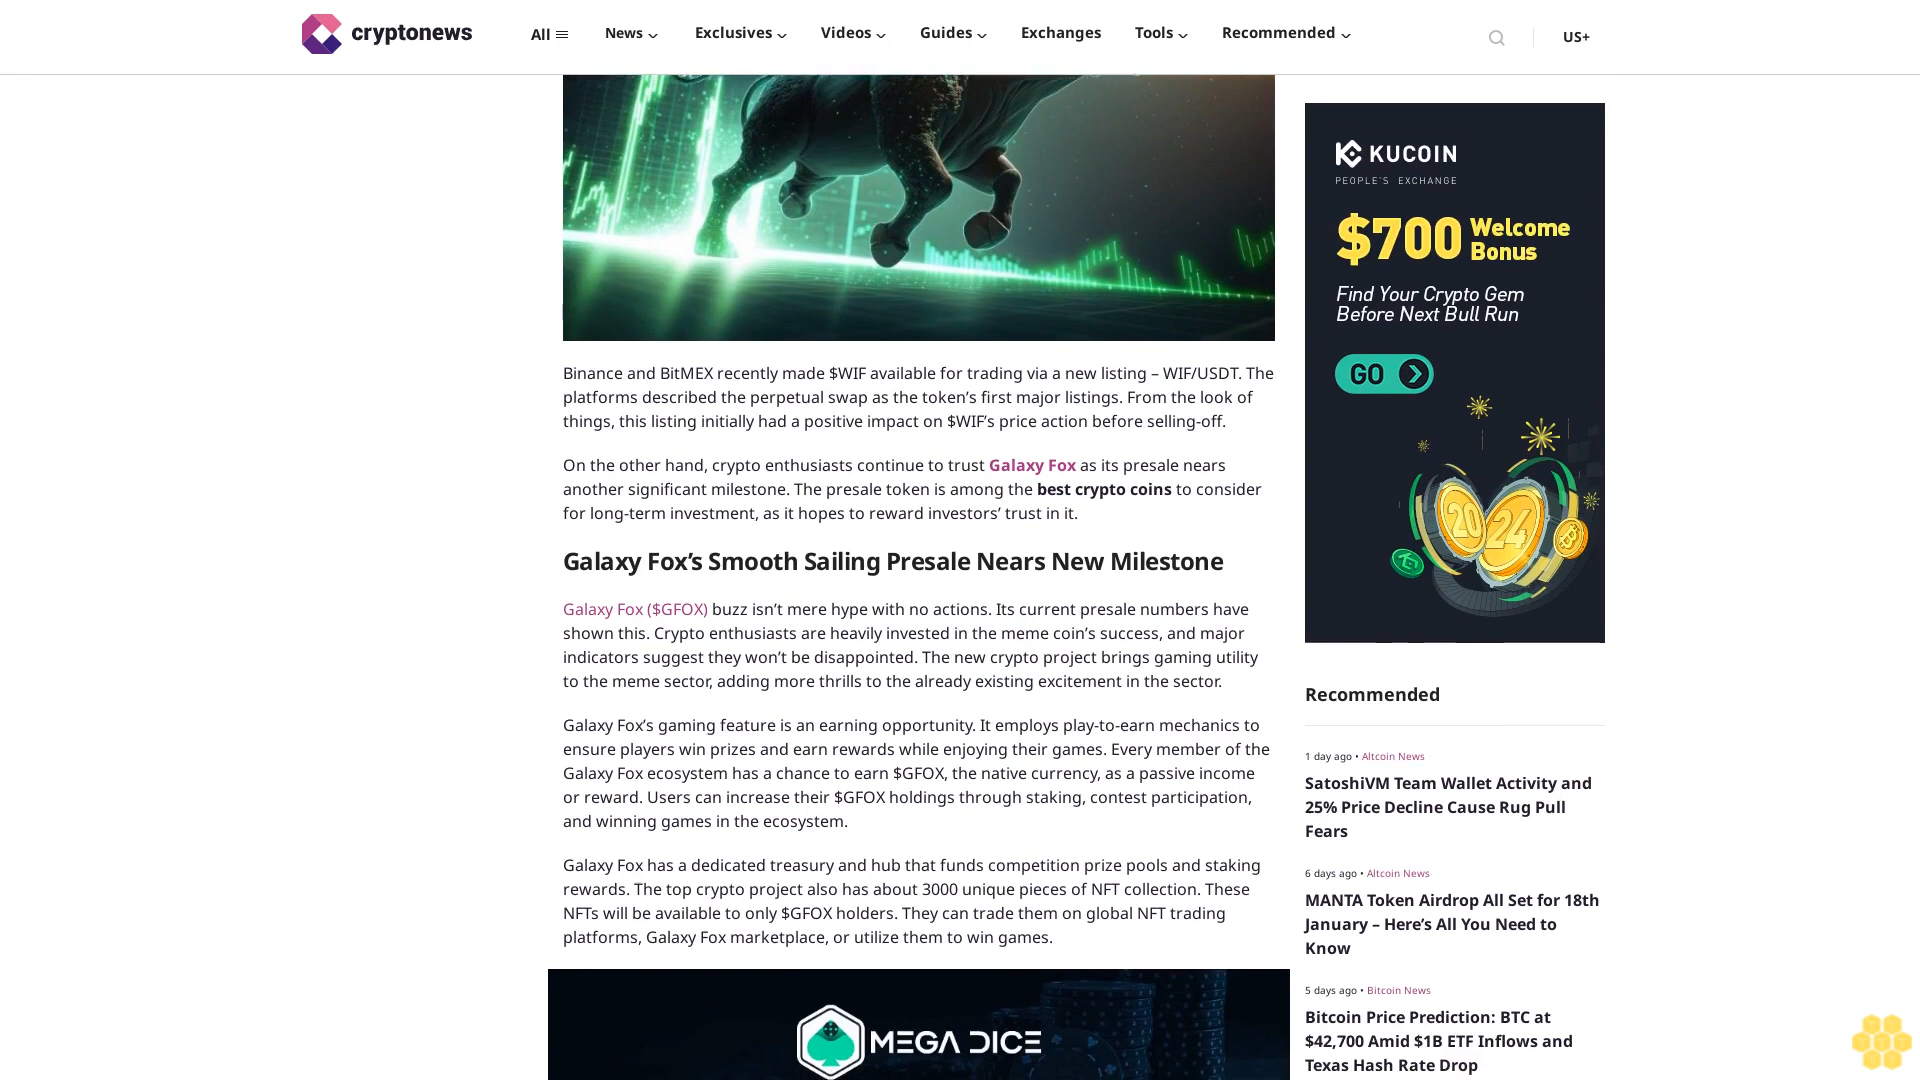 cryptonews
All
News
Exclusives
Videos
Guides
Exchanges
Tools
Recommended
US+
Binance and BitMEX recently made $WIF available for trading via a new listing – WIF/USDT. The
platforms described the perpetual swap as the token’s first major listings. From the look of
things, this listing initially had a positive impact on $WIF’s price action before selling-off.
On the other hand, crypto enthusiasts continue to trust Galaxy Fox as its presale nears
another significant milestone. The presale token is among the best crypto coins to consider
for long-term investment, as it hopes to reward investors’ trust in it.
Galaxy Fox’s Smooth Sailing Presale Nears New Milestone
Galaxy Fox ($GFOX) buzz isn’t mere hype with no actions. Its current presale numbers have
shown this. Crypto enthusiasts are heavily invested in the meme coin’s success, and major
indicators suggest they won’t be disappointed. The new crypto project brings gaming utility
to the meme sector, adding more thrills to the already existing excitement in the sector.
Galaxy Fox’s gaming feature is an earning opportunity. It employs play-to-earn mechanics to
ensure players win prizes and earn rewards while enjoying their games. Every member of the
Galaxy Fox ecosystem has a chance to earn $GFOX, the native currency, as a passive income
or reward. Users can increase their $GFOX holdings through staking, contest participation,
and winning games in the ecosystem.
Galaxy Fox has a dedicated treasury and hub that funds competition prize pools and staking
rewards. The top crypto project also has about 3000 unique pieces of NFT collection. These
NFTs will be available to only $GFOX holders. They can trade them on global NFT trading
platforms, Galaxy Fox marketplace, or utilize them to win games.
MEGA DICE
KUCOIN
PEOPLE'S EXCHANGE
$700 Welcome
Bonus
Find Your Crypto Gem
Before Next Bull Run
GO
20
24
Recommended
1 day ago • Altcoin News
SatoshiVM Team Wallet Activity and
25% Price Decline Cause Rug Pull
Fears
6 days ago • Altcoin News
MANTA Token Airdrop All Set for 18th
January – Here’s All You Need to
Know
5 days ago • Bitcoin News
Bitcoin Price Prediction: BTC at
$42,700 Amid $1B ETF Inflows and
Texas Hash Rate Drop